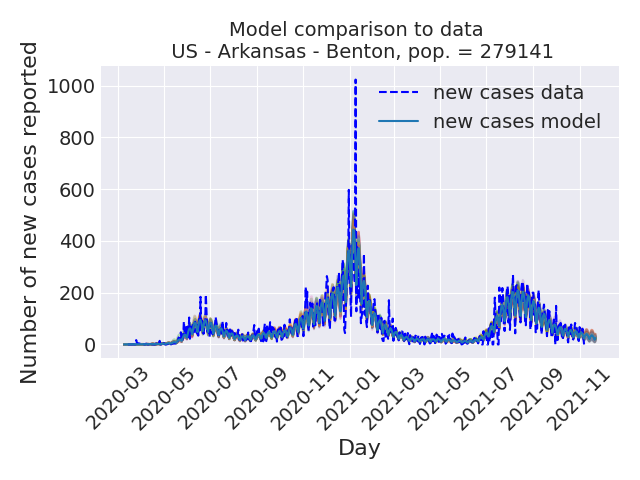 Model comparison to data
US - Arkansas - Benton, pop. = 279141
Number of new cases reported
1000
800
600
400
200
0
new cases data
new cases model
2020-03
2020-05
2020-07
2020-09
2020-11
2021-01
2021-03
2021-05
2021-07
2021-09
2021-11
Day